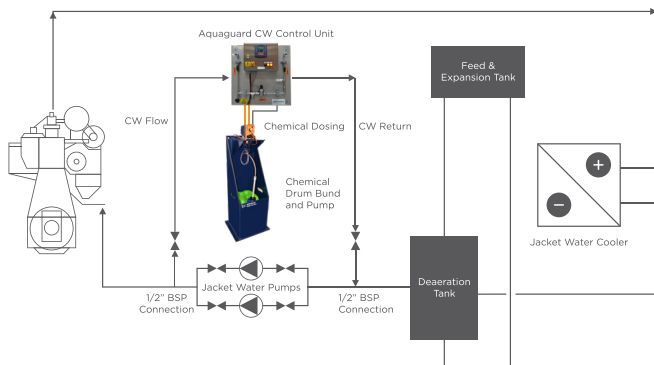 Aquaguard CW Control Unit
Feed &
Expansion Tank
CW Flow
Chemical Dosing
CW Return
Chemical
Drum Bund
and Pump
Jacket Water Cooler
Deaeration
Tank
Jacket Water Pumps
1/2” BSP
Connection
1/2” BSP
Connection